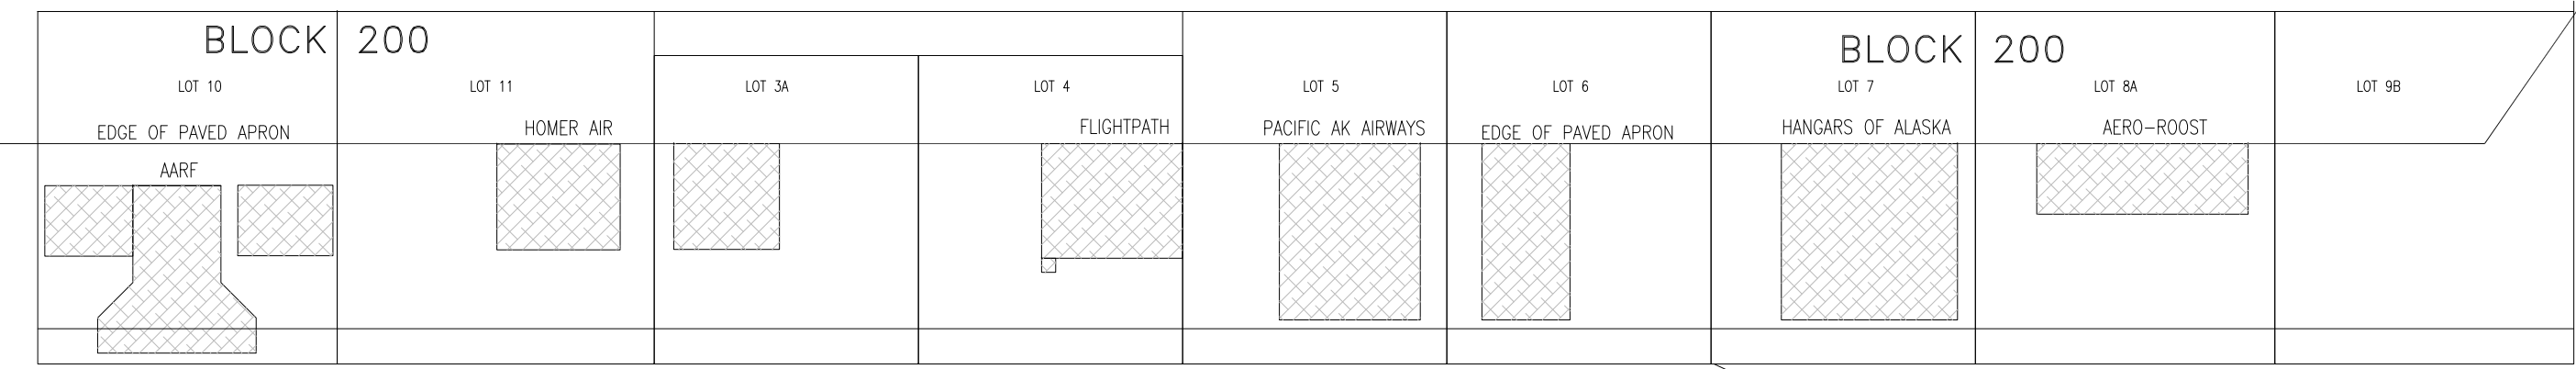 BLOCK 200
BLOCK 200
LOT 10
LOT 11
LOT 3A
LOT 4
LOT 5
LOT 6
LOT 7
LOT 8A
LOT 9B
EDGE OF PAVED APRON
HOMER AIR
FLIGHTPATH
PACIFIC AK AIRWAYS
EDGE OF PAVED APRON
HANGARS OF ALASKA
AERO-ROOST
AARF